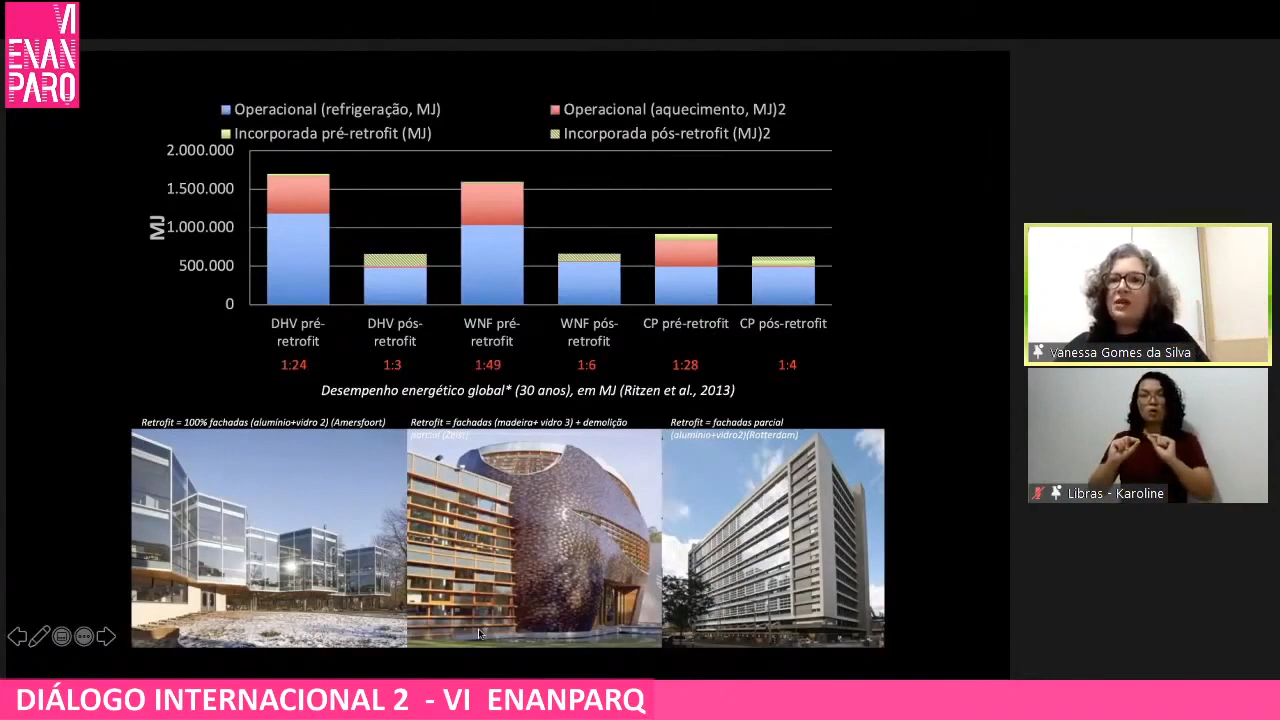 VI
ENAN
PARQ
Operacional (refrigeração, MJ)
Operacional (aquecimento, MJ)2
Incorporada pré-retrofit (MJ)
Incorporada pós-retrofit (MJ)2
2.000.000
1.500.000
1.000.000
500.000
0
MJ
DHV pré-
retrofit
DHV pós-
retrofit
WNF pré-
retrofit
WNF pós-
retrofit
CP pré-retrofit
CP pós-retrofit
1:24
1:3
1:49
1:6
1:28
1:4
Desempenho energético global* (30 anos), em MJ (Ritzen et al., 2013)
Retrofit = 100% fachadas (alumínio+vidro 2) (Amersfoort)
Retrofit = fachadas (madeira+ vidro 3) + demolição
parcial (Zeist)
Retrofit = fachadas parcial
(alumínio+vidro2)(Rotterdam)
Vanessa Gomes da Silva
Libras - Karoline
DIÁLOGO INTERNACIONAL 2 - VI ENANPARQ